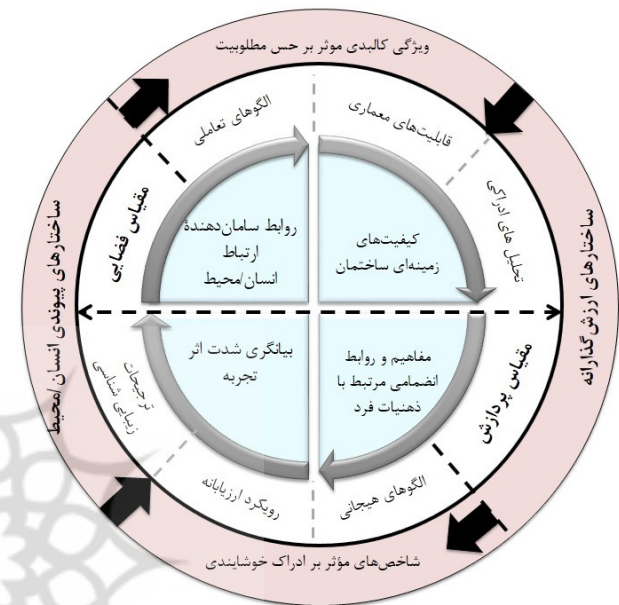 ویژگی کالبدی موثر بر حس مطلوبیت
الگوهای تعاملی
قابلیت‌های معماری
مقیاس فضایی
تحلیل های ادراکی
روابط سامان‌دهندۀ
ارتباط
انسان/محیط
کیفیت‌های
زمینه‌ای ساختمان
ساختارهای ارزش‌گذارانه
ساختارهای پیوندی انسان/محیط
بیانگری شدت اثر
تجربه
مفاهیم و روابط
انضمامی مرتبط با
ذهنیات فرد
مقیاس پردازش
ترجیحات
زیبایی شناسی
رویکرد ارزیابانه
الگوهای هیجانی
شاخص‌های مؤثر بر ادراک خوشایندی